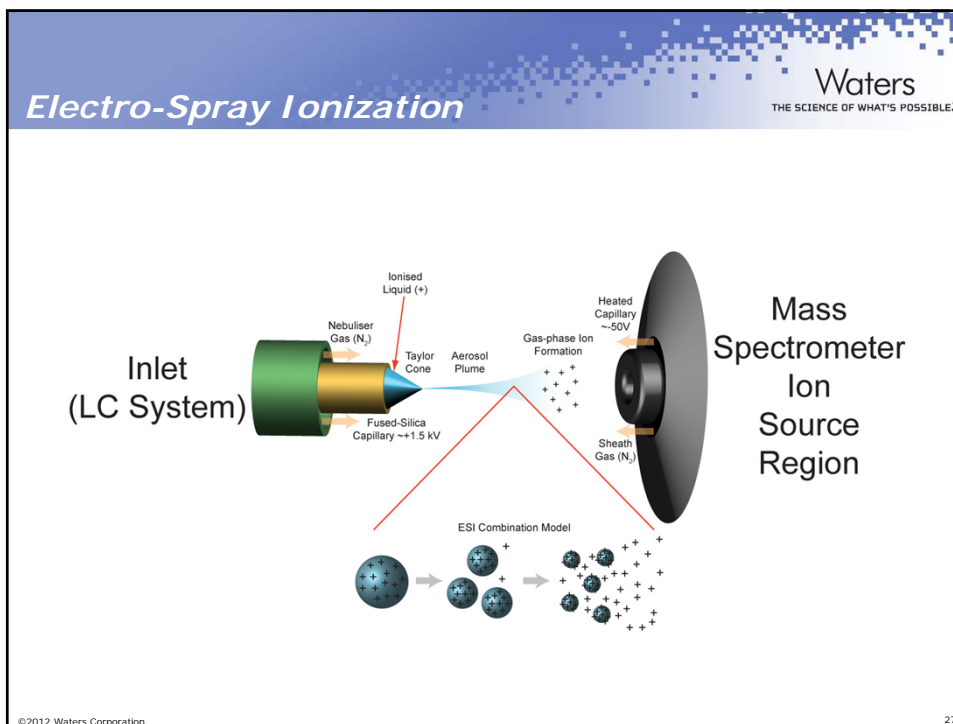 Electro-Spray Ionization
Waters
THE SCIENCE OF WHAT'S POSSIBLE.
Ionised
Liquid (+)
Nebuliser
Gas (N₂)
Taylor
Cone
Aerosol
Plume
Gas-phase Ion
Formation
Heated
Capillary
~-50V
Inlet
(LC System)
Fused-Silica
Capillary ~+1.5 kV
Sheath
Gas (N₂)
Mass
Spectrometer
Ion
Source
Region
ESI Combination Model
©2012 Waters Corporation
27